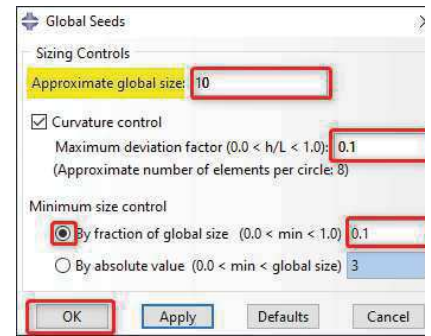 Global Seeds
Sizing Controls
Approximate global size: 10
Curvature control
Maximum deviation factor (0.0 < h/L < 1.0): 0.1
(Approximate number of elements per circle: 8)
Minimum size control
By fraction of global size (0.0 < min < 1.0) 0.1
By absolute value (0.0 < min < global size) 3
OK Apply Defaults Cancel